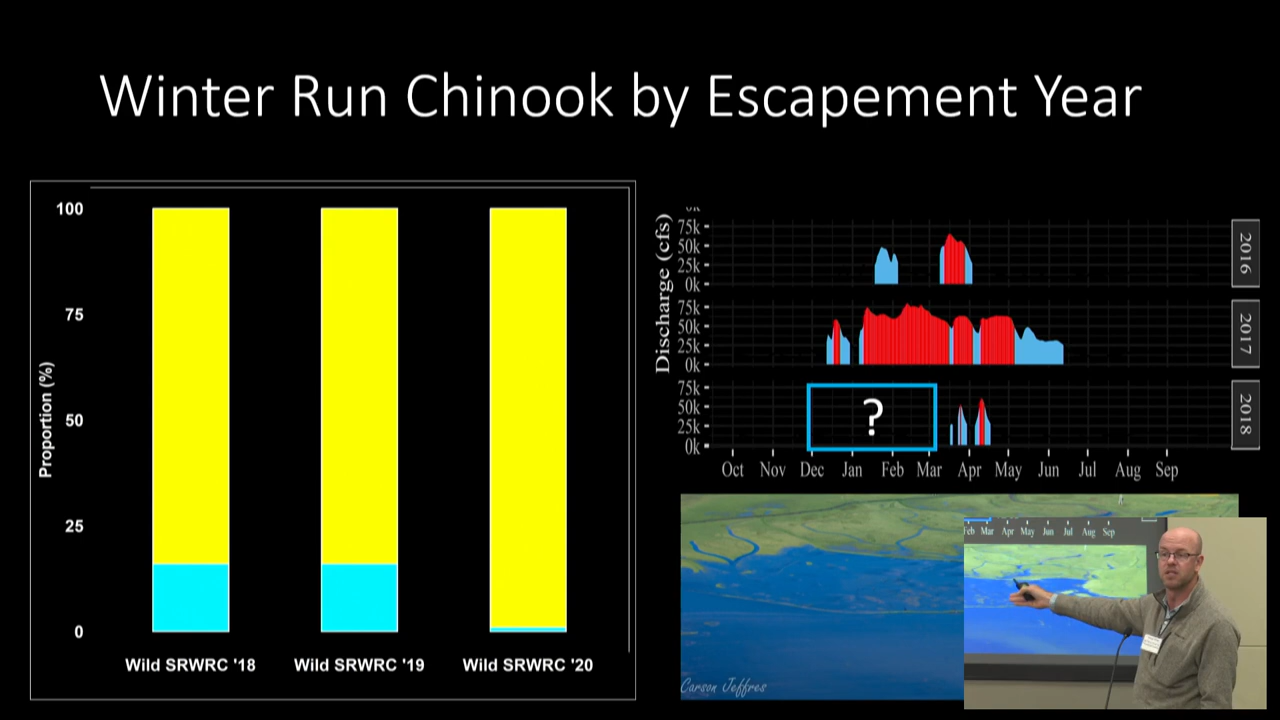 Winter Run Chinook by Escapement Year
100
75
50
25
0
Proportion (%)
Wild SRWRC '18
Wild SRWRC '19
Wild SRWRC '20
Discharge (cfs)
75k
50k
25k
0k
2016
75k
50k
25k
0k
2017
75k
50k
25k
0k
2018
?
Oct Nov Dec Jan Feb Mar Apr May Jun Jul Aug Sep
Carson Jeffres
Feb Mar Apr May Jun Jul Aug Sep